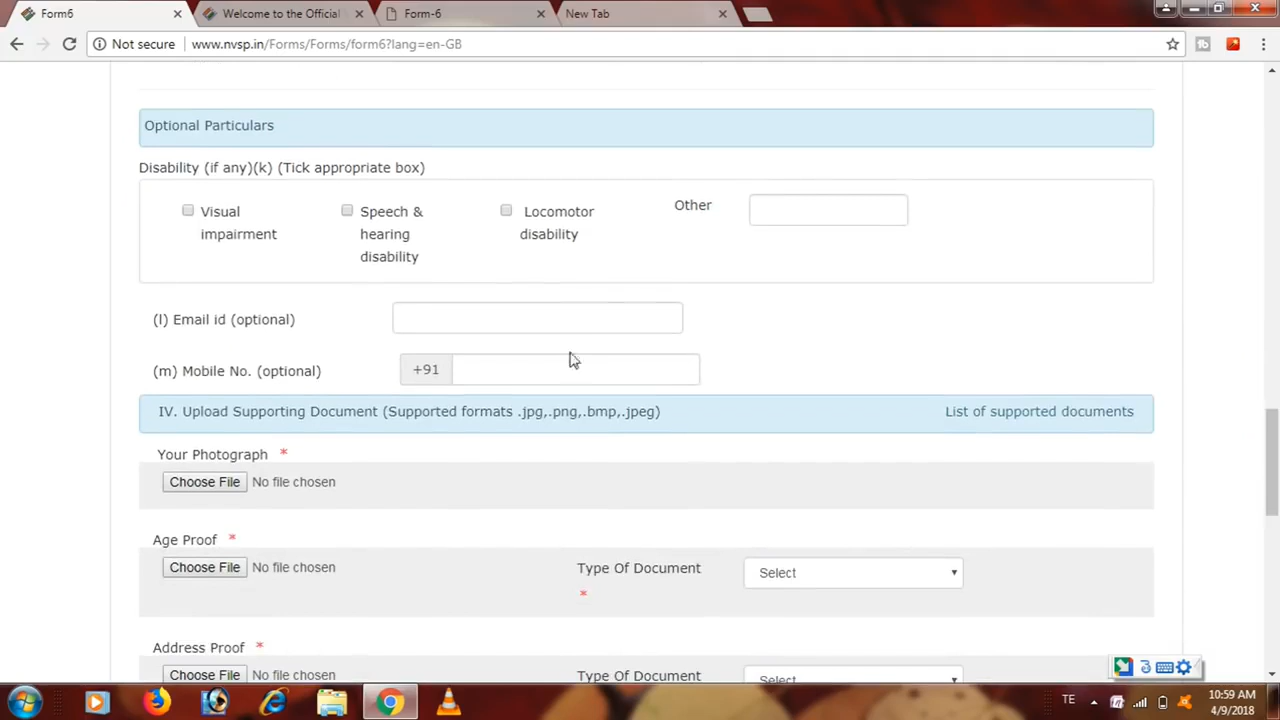 Form6
Welcome to the Official
Form-6
New Tab
Not secure
www.nvsp.in/Forms/Forms/form6?lang=en-GB
Optional Particulars
Disability (if any)(k) (Tick appropriate box)
Visual
impairment
Speech &
hearing
disability
Locomotor
disability
Other
(l) Email id (optional)
(m) Mobile No. (optional)
+91
IV. Upload Supporting Document (Supported formats .jpg,.png,.bmp,.jpeg)
List of supported documents
Your Photograph *
Choose File No file chosen
Age Proof *
Choose File No file chosen
Type Of Document
*
Select
Address Proof *
Choose File No file chosen
Type Of Document
Select
TE
10:59 AM
4/9/2018